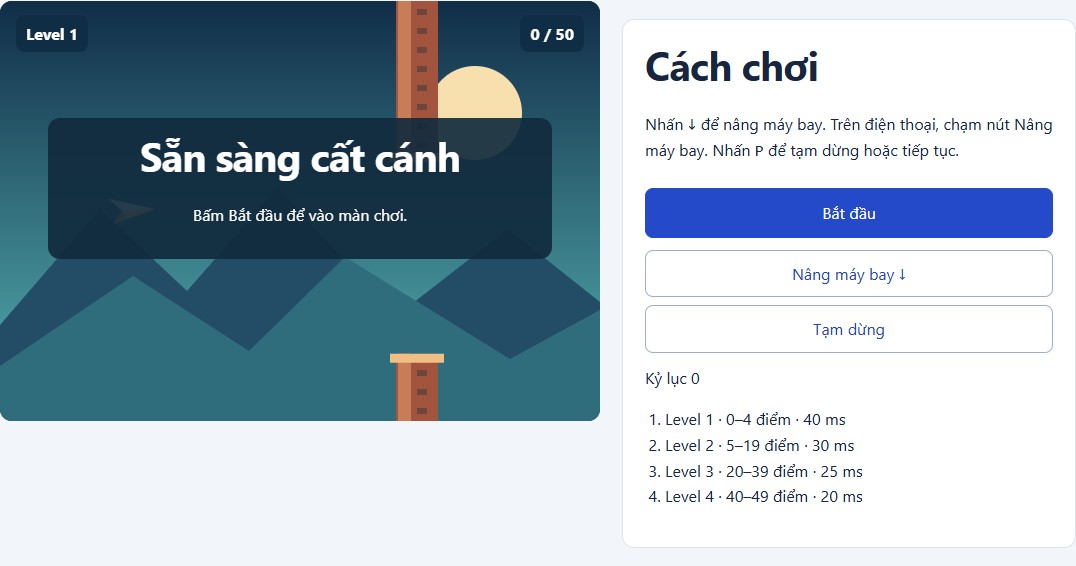 Level 1
0 / 50
Sẵn sàng cất cánh
Bấm Bắt đầu để vào màn chơi.
Cách chơi
Nhấn ↓ để nâng máy bay. Trên điện thoại, chạm nút Nâng
máy bay. Nhấn P để tạm dừng hoặc tiếp tục.
Bắt đầu
Nâng máy bay ↓
Tạm dừng
Kỷ lục 0
1. Level 1 · 0–4 điểm · 40 ms
2. Level 2 · 5–19 điểm · 30 ms
3. Level 3 · 20–39 điểm · 25 ms
4. Level 4 · 40–49 điểm · 20 ms